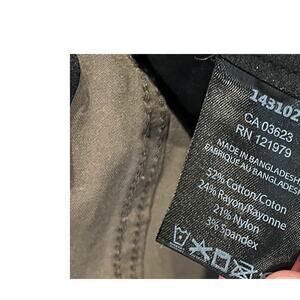 143102
CA 03623
RN 121979
MADE IN BANGLADESH
FABRIQUÉ AU BANGLADESH
52% Cotton/Coton
24% Rayon/Rayonne
21% Nylon
3% Spandex